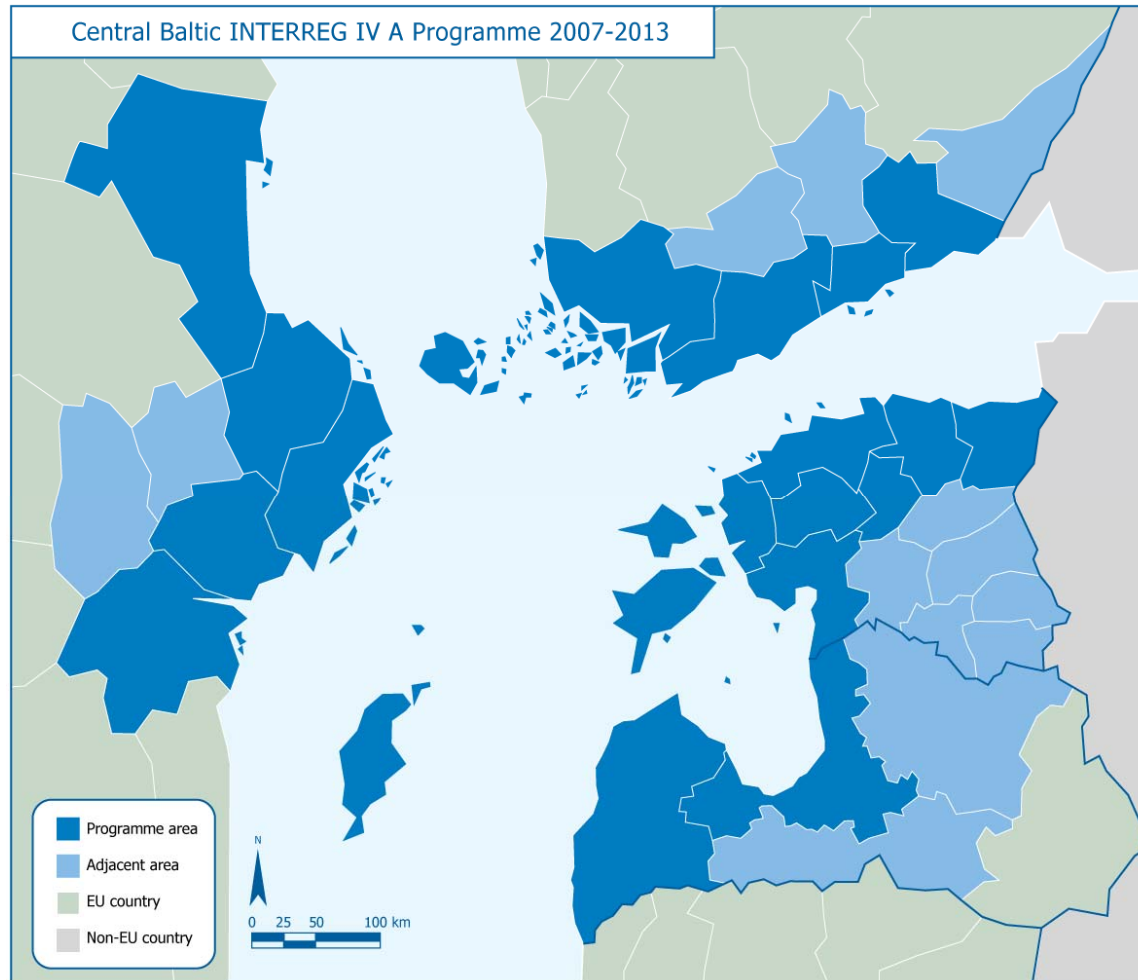 Central Baltic INTERREG IV A Programme 2007-2013
Programme area
Adjacent area
EU country
Non-EU country
N
0 25 50 100 km